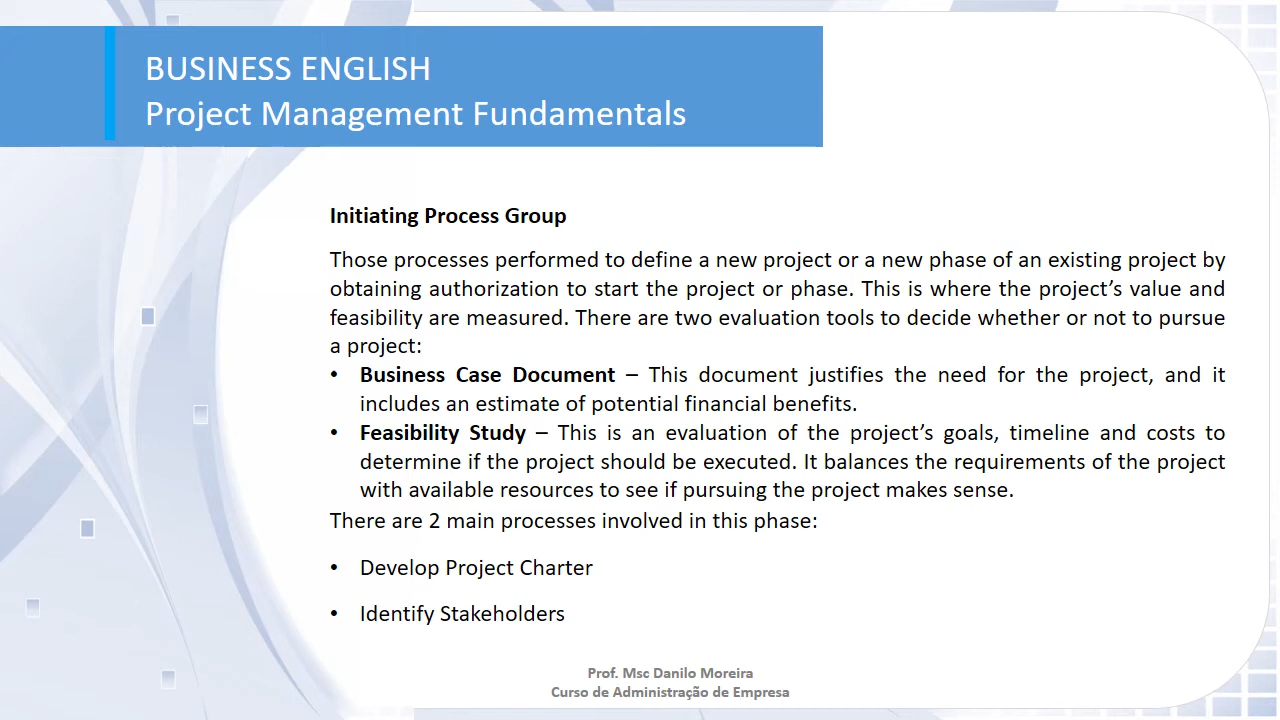 BUSINESS ENGLISH
Project Management Fundamentals
Initiating Process Group
Those processes performed to define a new project or a new phase of an existing project by
obtaining authorization to start the project or phase. This is where the project’s value and
feasibility are measured. There are two evaluation tools to decide whether or not to pursue
a project:
• Business Case Document – This document justifies the need for the project, and it
includes an estimate of potential financial benefits.
• Feasibility Study – This is an evaluation of the project’s goals, timeline and costs to
determine if the project should be executed. It balances the requirements of the project
with available resources to see if pursuing the project makes sense.
There are 2 main processes involved in this phase:
• Develop Project Charter
• Identify Stakeholders
Prof. Msc Danilo Moreira
Curso de Administração de Empresa